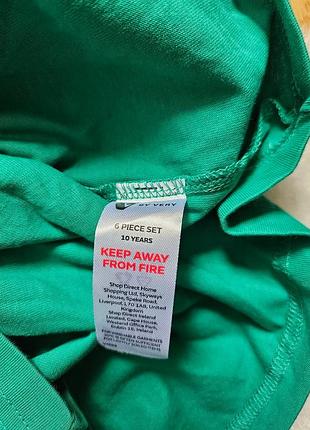 BY VERY
6 PIECE SET
10 YEARS
KEEP AWAY
FROM FIRE
Shop Direct Home
Shopping Ltd, Skyways
House, Speke Road,
Liverpool, L70 1AB, United
Kingdom
Shop Direct Ireland
Limited, Cape House,
Westend Office Park,
Dublin 15, Ireland